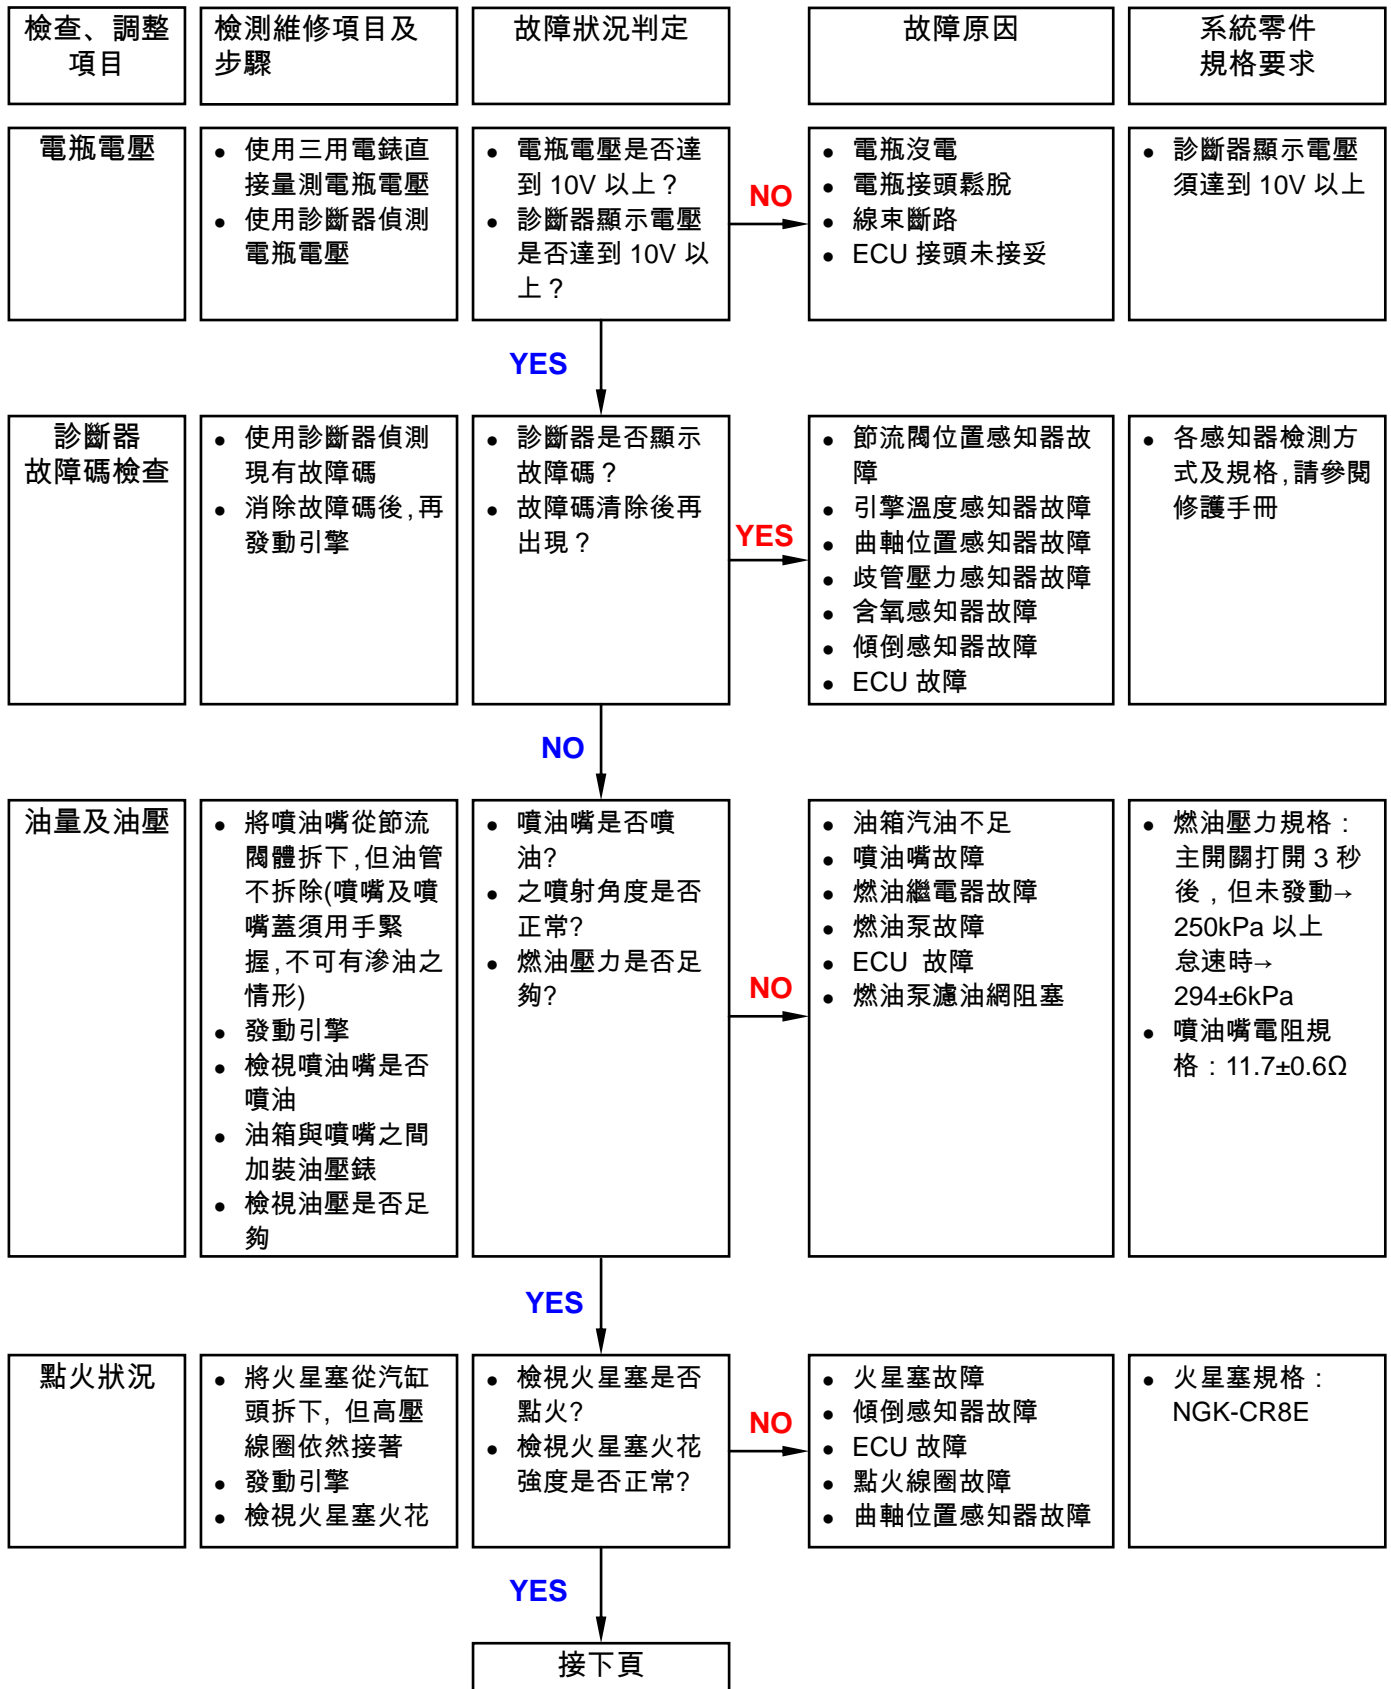 檢查、調整
項目
檢測維修項目及
步驟
故障狀況判定
故障原因
系統零件
規格要求
電瓶電壓
● 使用三用電錶直
接量測電瓶電壓
● 使用診斷器偵測
電瓶電壓
● 電瓶電壓是否達
到 10V 以上？
● 診斷器顯示電壓
是否達到 10V 以
上？
NO
● 電瓶沒電
● 電瓶接頭鬆脫
● 線束斷路
● ECU 接頭未接妥
● 診斷器顯示電壓
須達到 10V 以上
YES
診斷器
故障碼檢查
● 使用診斷器偵測
現有故障碼
● 消除故障碼後,再
發動引擎
● 診斷器是否顯示
故障碼？
● 故障碼清除後再
出現？
YES
● 節流閥位置感知器故
障
● 引擎溫度感知器故障
● 曲軸位置感知器故障
● 歧管壓力感知器故障
● 含氧感知器故障
● 傾倒感知器故障
● ECU 故障
● 各感知器檢測方
式及規格,請參閱
修護手冊
NO
油量及油壓
● 將噴油嘴從節流
閥體拆下,但油管
不拆除(噴嘴及噴
嘴蓋須用手緊
握,不可有滲油之
情形)
● 發動引擎
● 檢視噴油嘴是否
噴油
● 油箱與噴嘴之間
加裝油壓錶
● 檢視油壓是否足
夠
● 噴油嘴是否噴
油?
● 之噴射角度是否
正常?
● 燃油壓力是否足
夠?
NO
● 油箱汽油不足
● 噴油嘴故障
● 燃油繼電器故障
● 燃油泵故障
● ECU 故障
● 燃油泵濾油網阻塞
● 燃油壓力規格：
主開關打開 3 秒
後，但未發動→
250kPa 以上
怠速時→
294±6kPa
● 噴油嘴電阻規
格：11.7±0.6Ω
YES
點火狀況
● 將火星塞從汽缸
頭拆下, 但高壓
線圈依然接著
● 發動引擎
● 檢視火星塞火花
● 檢視火星塞是否
點火?
● 檢視火星塞火花
強度是否正常?
NO
● 火星塞故障
● 傾倒感知器故障
● ECU 故障
● 點火線圈故障
● 曲軸位置感知器故障
● 火星塞規格：
NGK-CR8E
YES
接下頁